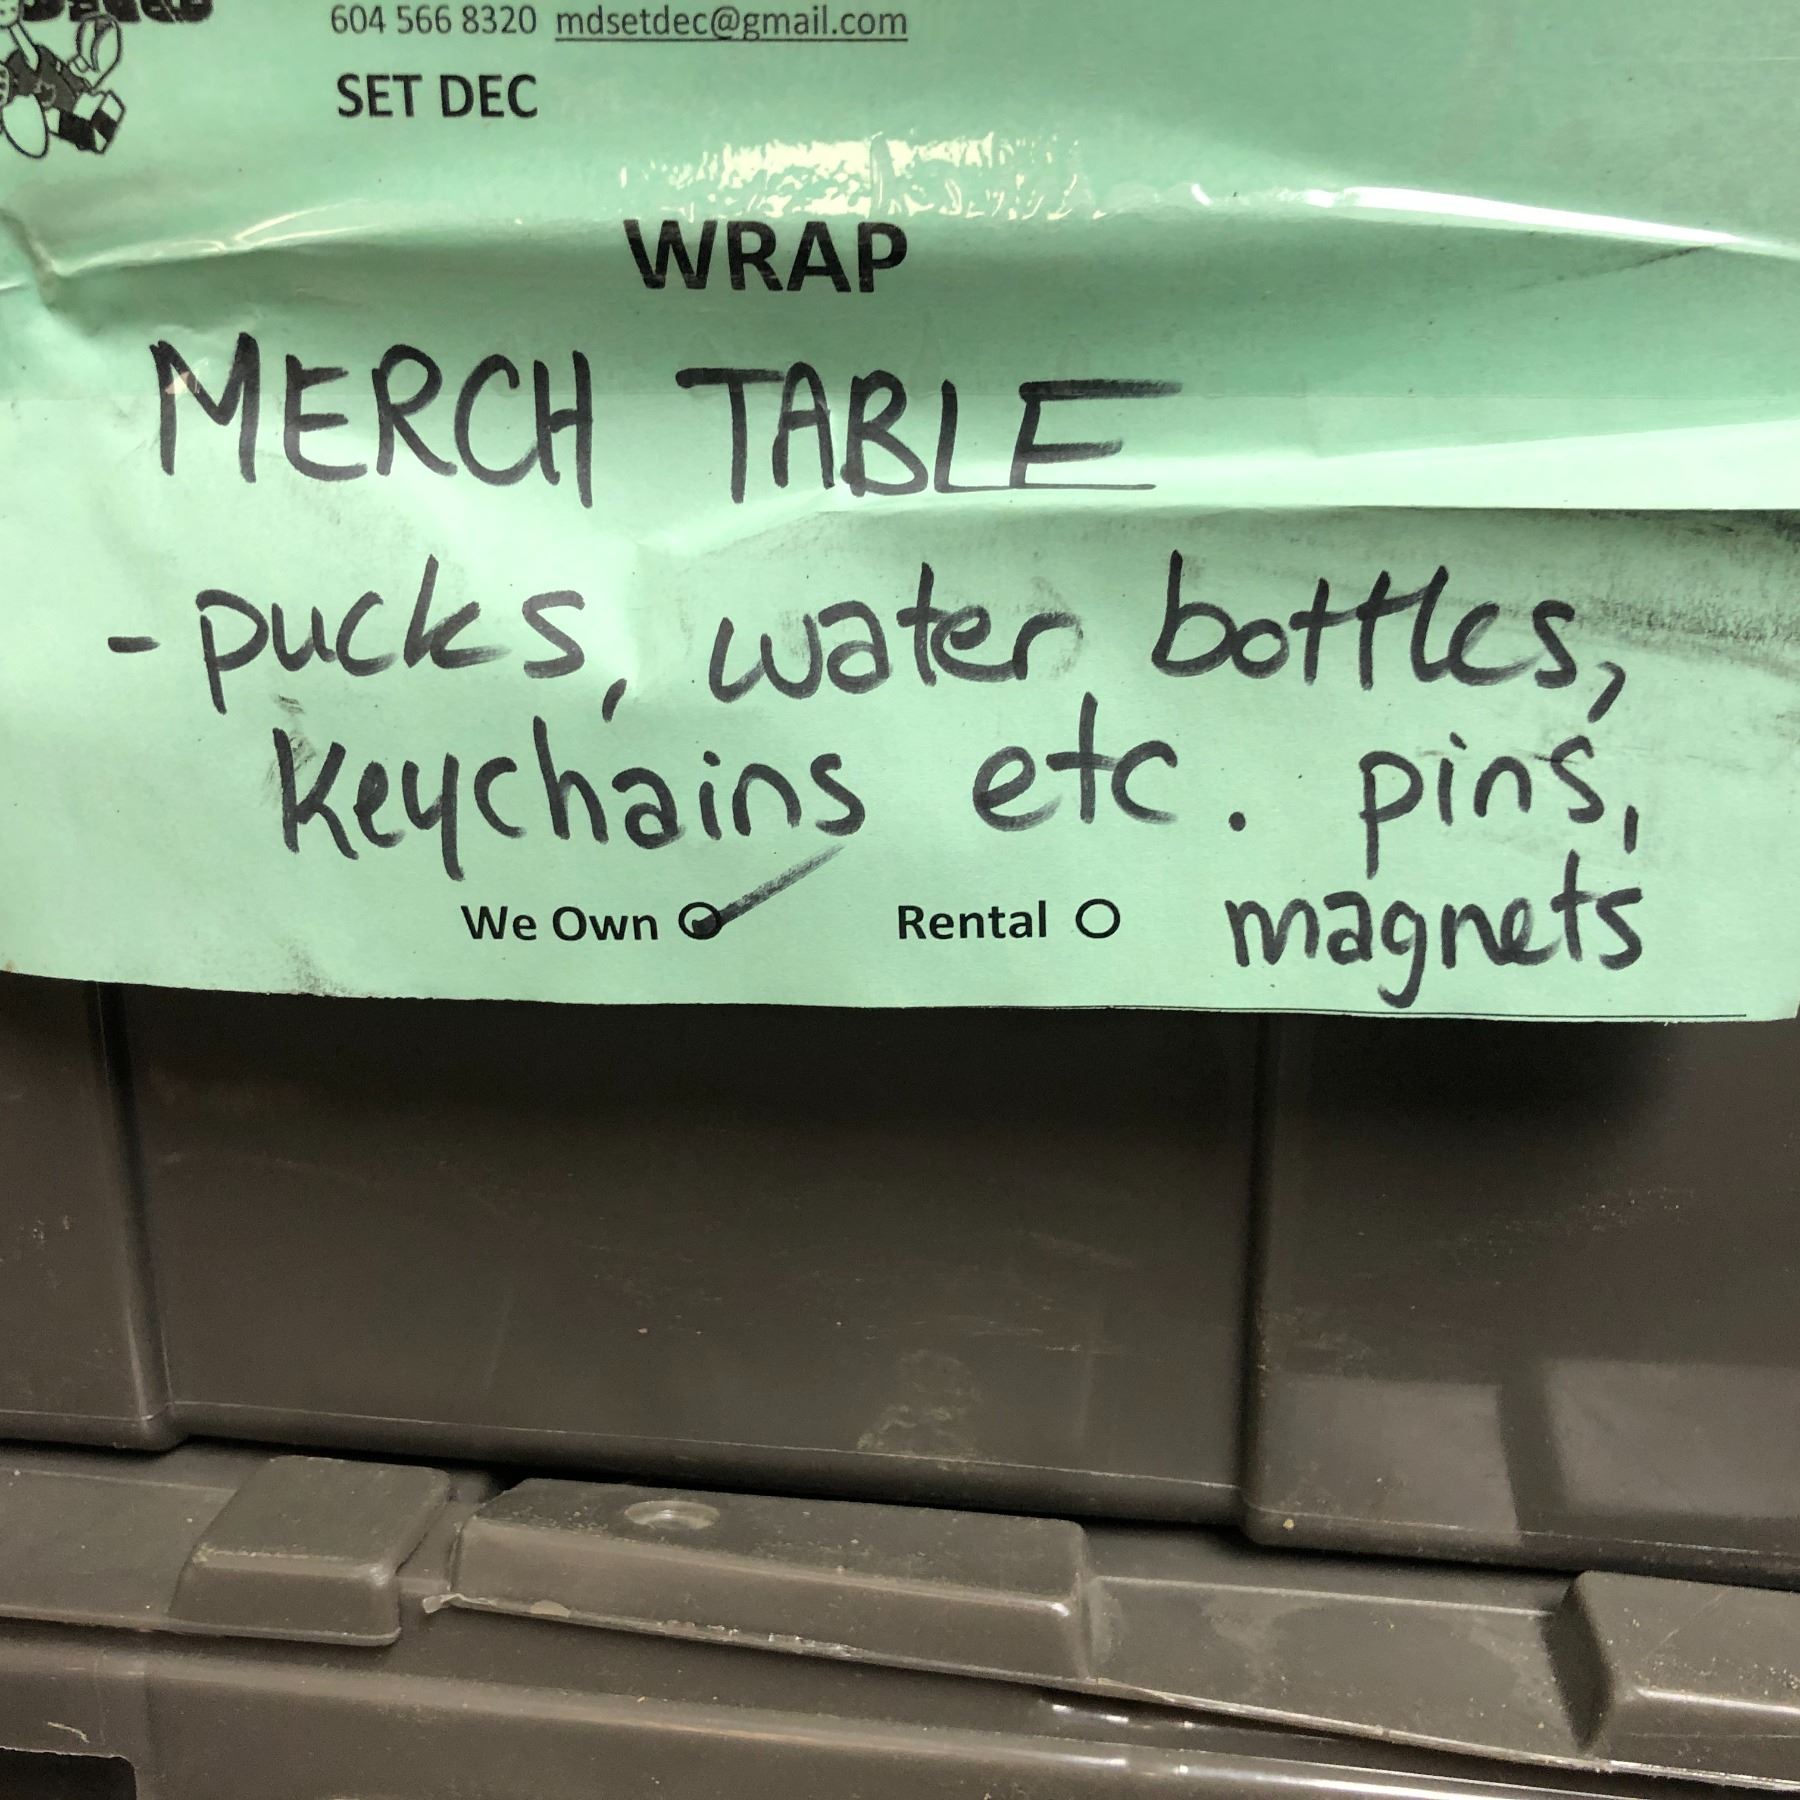 604 566 8320 mdsetdec@gmail.com
SET DEC
WRAP
MERCH TABLE
- pucks, water bottles,
keychains etc. pins,
magnets
We Own O Rental O